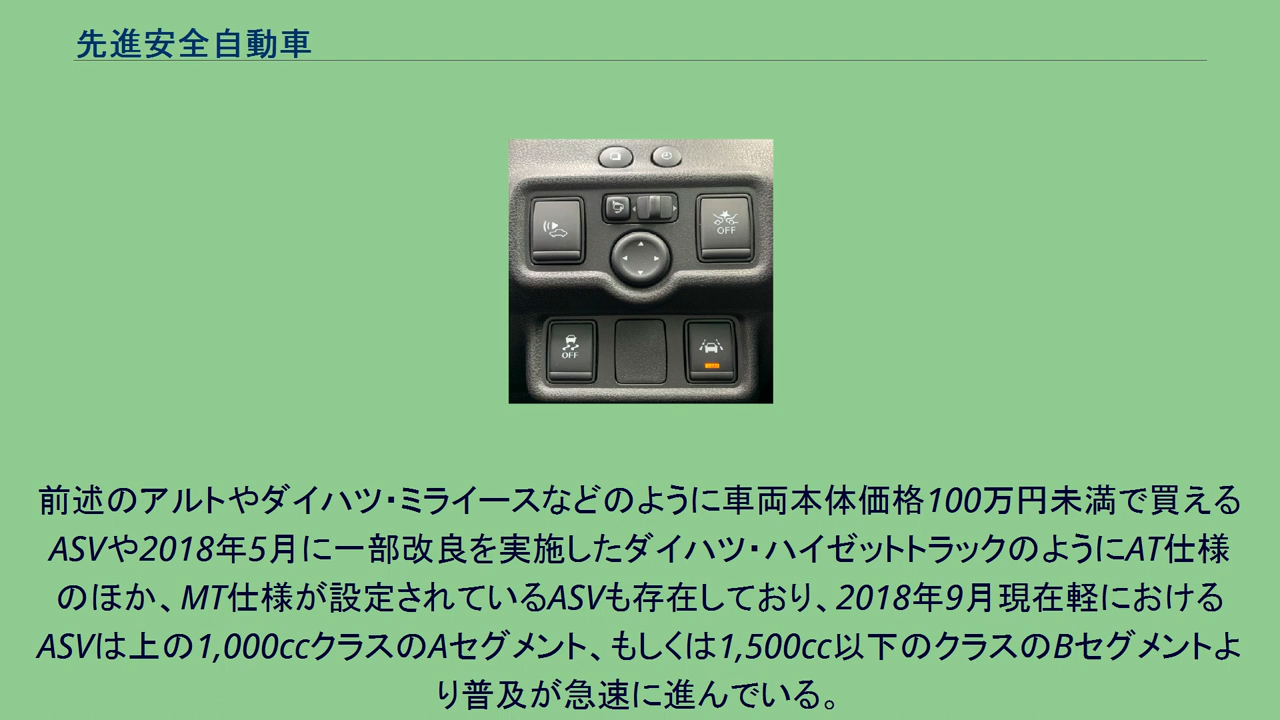 先進安全自動車
OFF
OFF
前述のアルトやダイハツ・ミライースなどのように車両本体価格100万円未満で買える
ASVや2018年5月に一部改良を実施したダイハツ・ハイゼットトラックのようにAT仕様
のほか、MT仕様が設定されているASVも存在しており、2018年9月現在軽における
ASVは上の1,000ccクラスのAセグメント、もしくは1,500cc以下のクラスのBセグメントよ
り普及が急速に進んでいる。